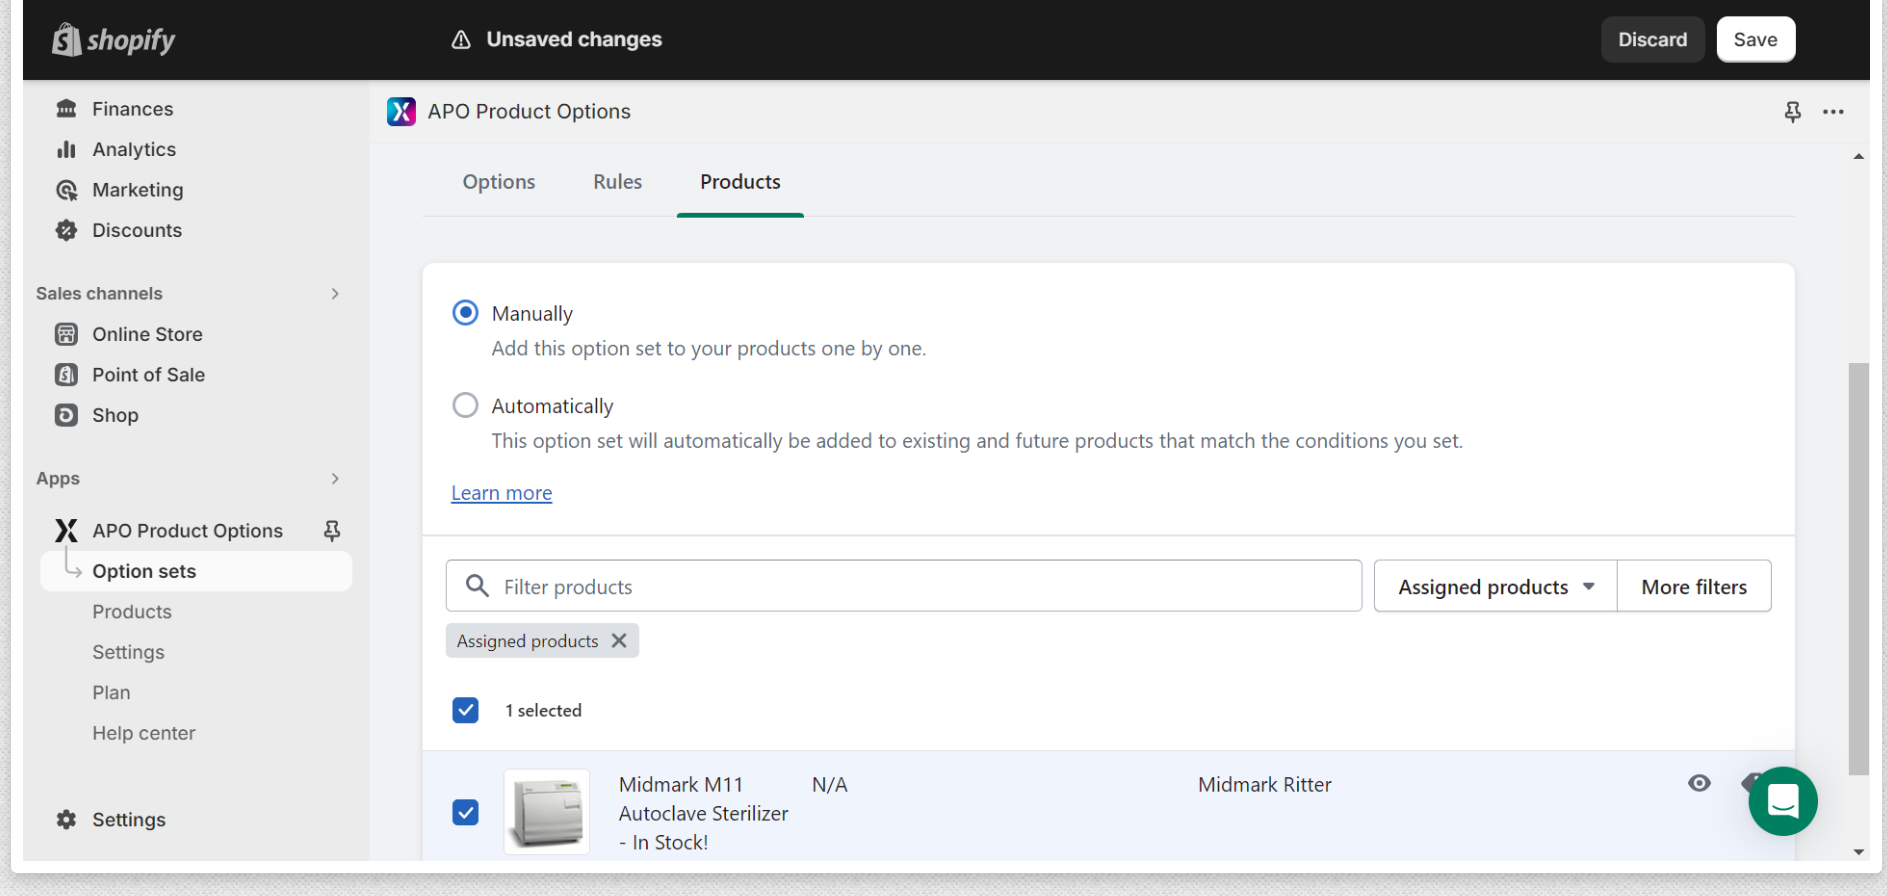 shopify
Unsaved changes
Discard
Save
Finances
Analytics
Marketing
Discounts
Sales channels
Online Store
Point of Sale
Shop
Apps
APO Product Options
Option sets
Products
Settings
Plan
Help center
Settings
APO Product Options
Options
Rules
Products
Manually
Add this option set to your products one by one.
Automatically
This option set will automatically be added to existing and future products that match the conditions you set.
Learn more
Filter products
Assigned products
More filters
Assigned products
1 selected
Midmark M11
Autoclave Sterilizer
- In Stock!
N/A
Midmark Ritter